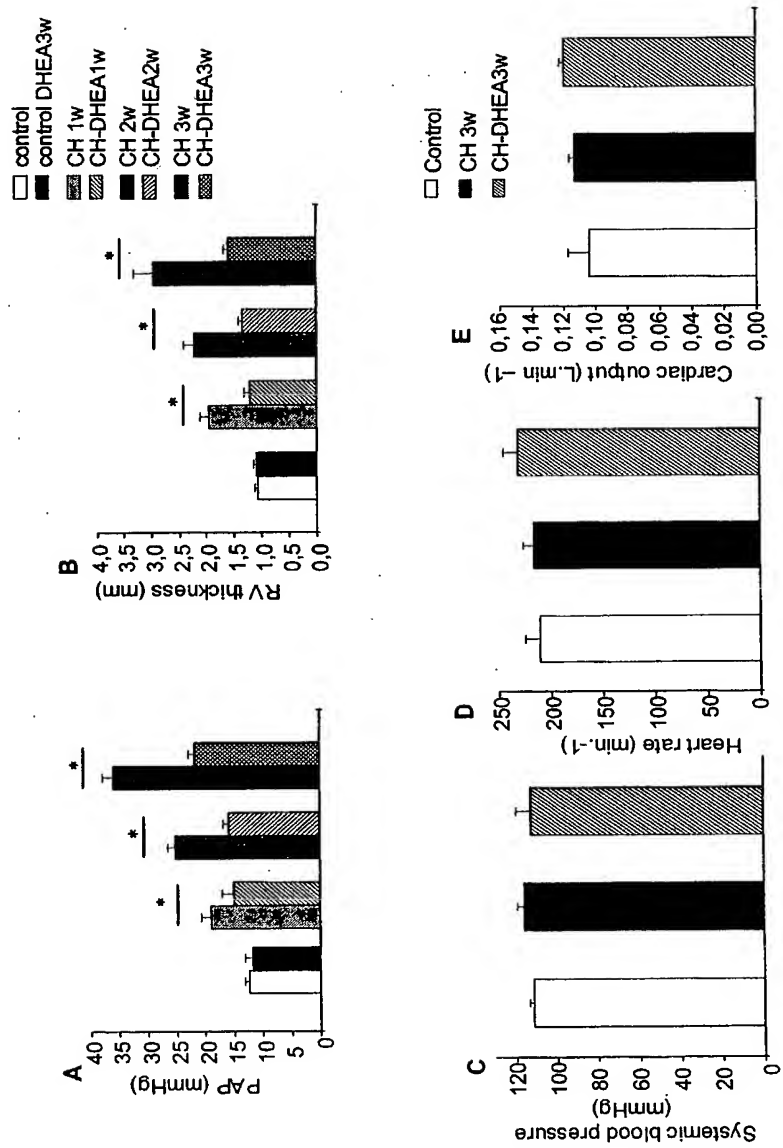 A
PAP (mmHg)
40
35
30
25
20
15
10
5
0
*
*
*
B
RV thickness (mm)
4,0
3,5
3,0
2,5
2,0
1,5
1,0
0,5
0,0
*
*
*
control
control DHEA3w
CH 1w
CH-DHEA1w
CH 2w
CH-DHEA2w
CH 3w
CH-DHEA3w
C
Systemic blood pressure
(mmHg)
120
100
80
60
40
20
0
D
Heart rate (min.-1)
250
200
150
100
50
0
E
Cardiac output (L.min –1)
0,16
0,14
0,12
0,10
0,08
0,06
0,04
0,02
0,00
Control
CH 3w
CH-DHEA3w